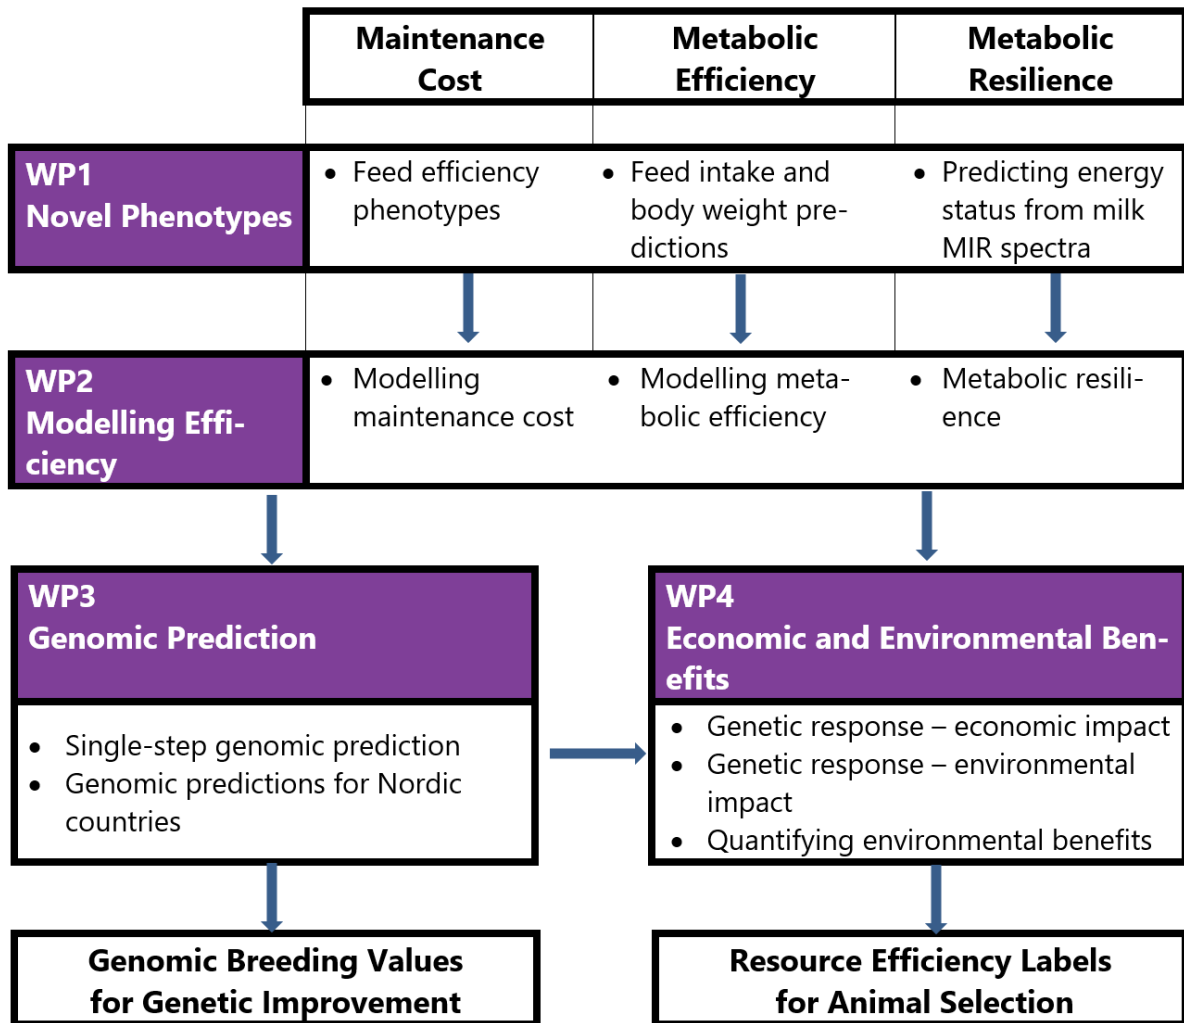 Maintenance
Cost
Metabolic
Efficiency
Metabolic
Resilience
WP1
Novel Phenotypes
• Feed efficiency
phenotypes
• Feed intake and
body weight pre-
dictions
• Predicting energy
status from milk
MIR spectra
WP2
Modelling Effi-
ciency
• Modelling
maintenance cost
• Modelling meta-
bolic efficiency
• Metabolic resili-
ence
WP3
Genomic Prediction
• Single-step genomic prediction
• Genomic predictions for Nordic
countries
WP4
Economic and Environmental Ben-
efits
• Genetic response – economic impact
• Genetic response – environmental
impact
• Quantifying environmental benefits
Genomic Breeding Values
for Genetic Improvement
Resource Efficiency Labels
for Animal Selection